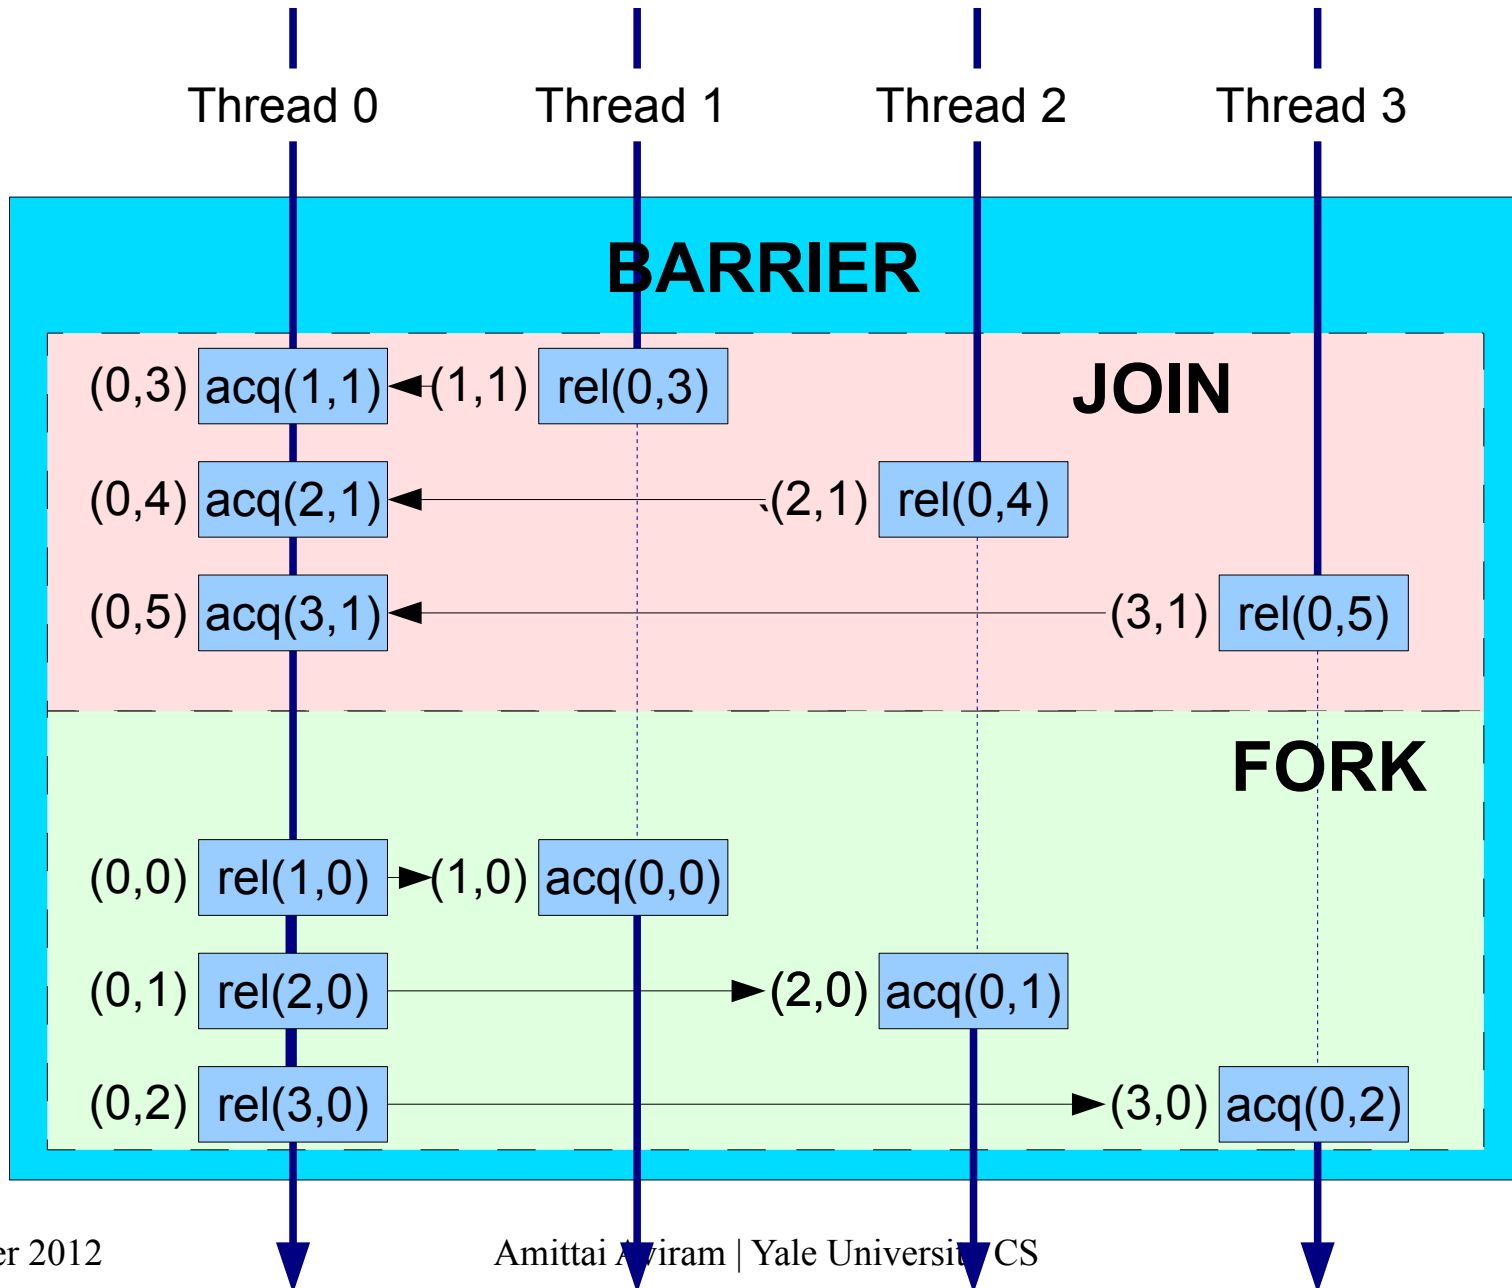 Thread 0 Thread 1 Thread 2 Thread 3
BARRIER
JOIN
(0,3) acq(1,1) (1,1) rel(0,3)
(0,4) acq(2,1) (2,1) rel(0,4)
(0,5) acq(3,1) (3,1) rel(0,5)
FORK
(0,0) rel(1,0) (1,0) acq(0,0)
(0,1) rel(2,0) (2,0) acq(0,1)
(0,2) rel(3,0) (3,0) acq(0,2)
2012 Amittai Aviram | Yale University CS